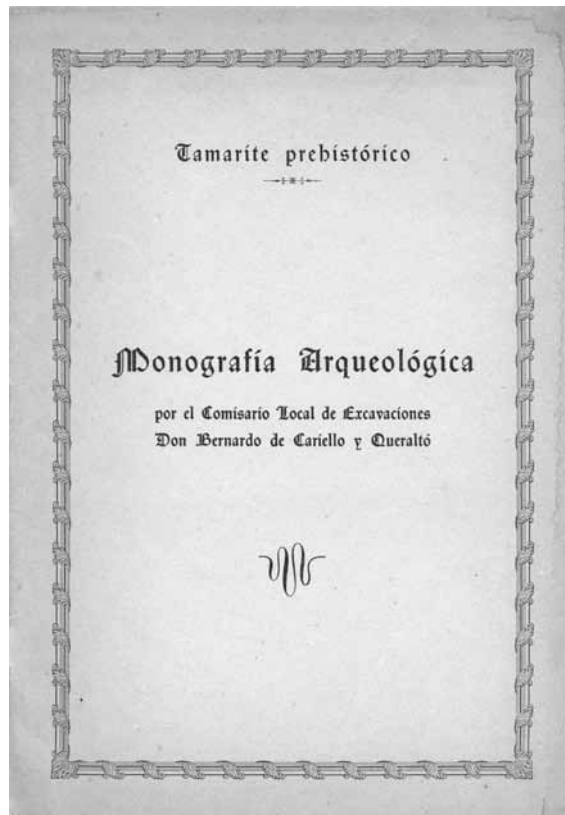 Tamarite prehistórico
Monografía Arqueológica
por el Comisario Local de Excavaciones
Don Bernardo de Cariello y Queraltó